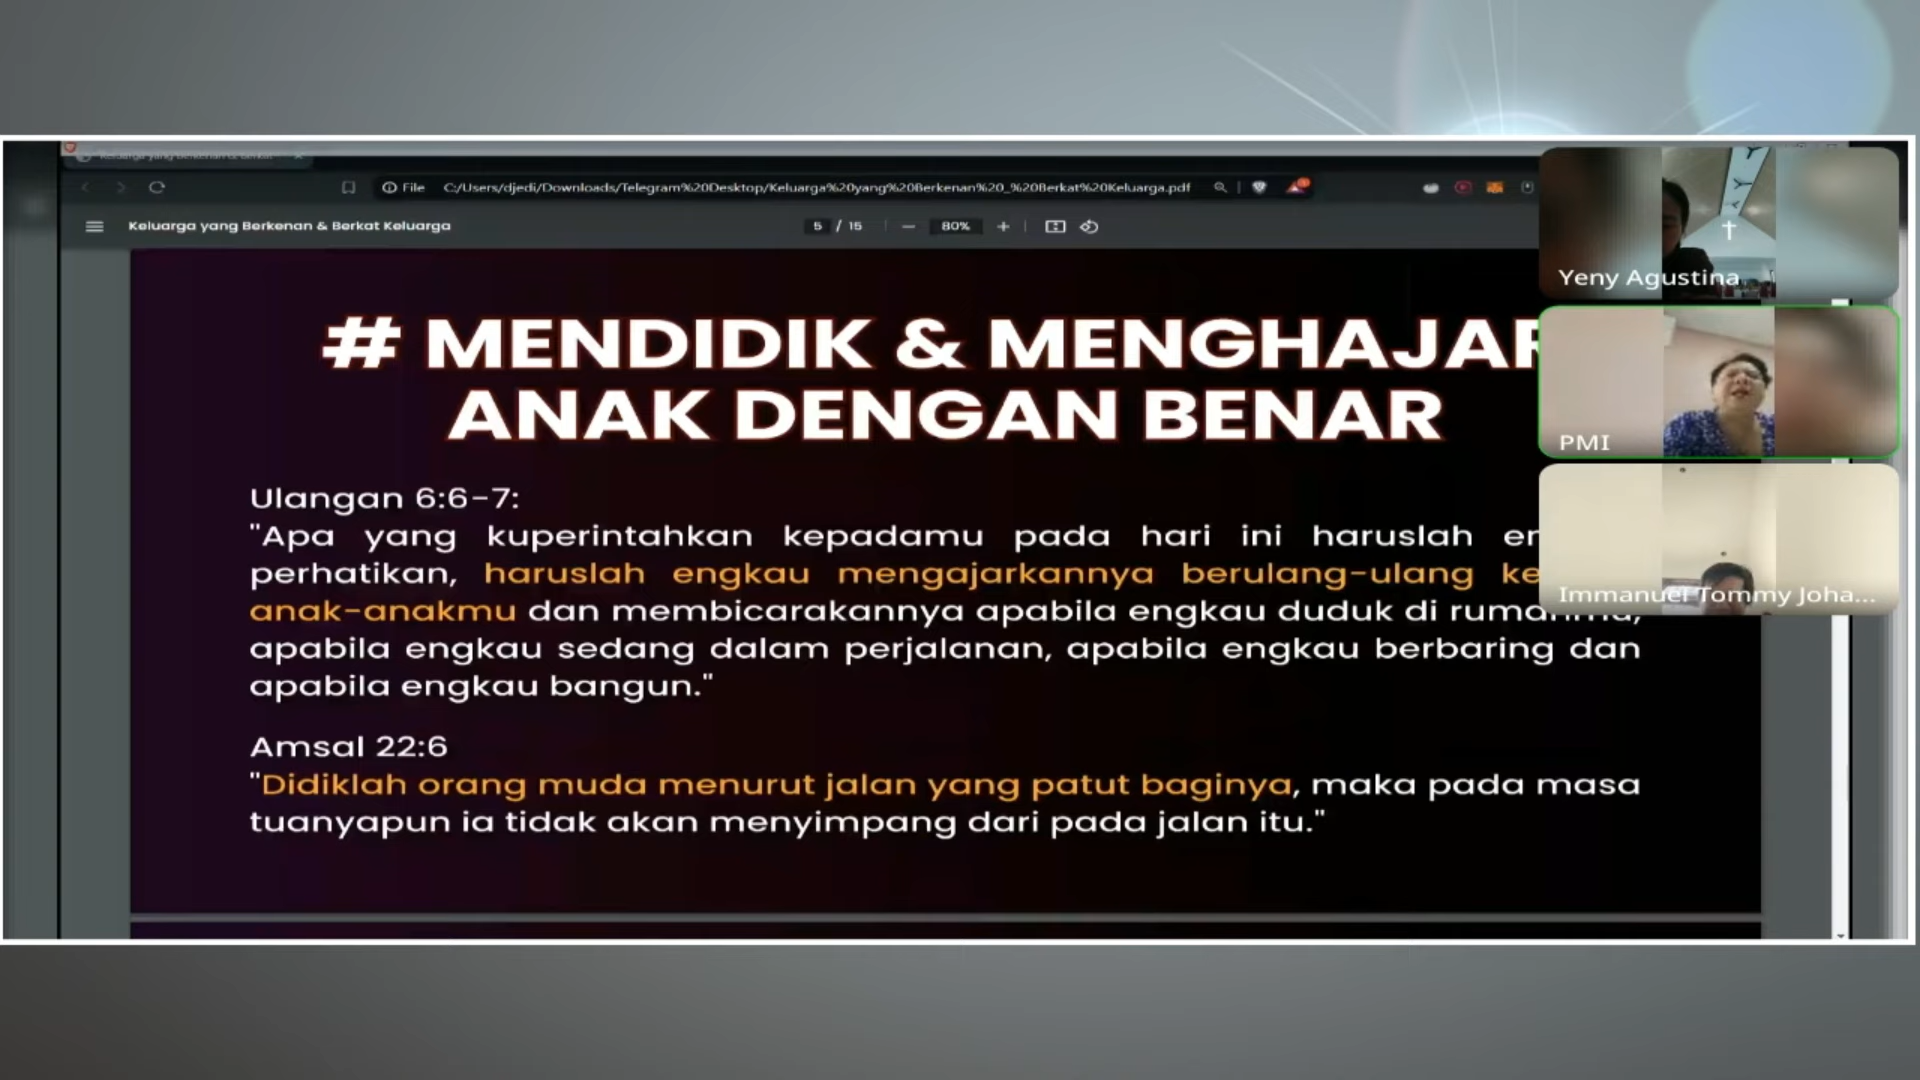 File C:/Users/djedi/Downloads/Telegram%20Desktop/Keluarga%20yang%20Berkenan%20_%20Berkat%20Keluarga.pdf
Keluarga yang Berkenan & Berkat Keluarga
5 / 15
80%
# MENDIDIK & MENGHAJAR
ANAK DENGAN BENAR
Ulangan 6:6-7:
"Apa yang kuperintahkan kepadamu pada hari ini haruslah
perhatikan, haruslah engkau mengajarkannya berulang-ulang
anak-anakmu dan membicarakannya apabila engkau duduk di
apabila engkau sedang dalam perjalanan, apabila engkau berbaring dan
apabila engkau bangun."
Amsal 22:6
"Didiklah orang muda menurut jalan yang patut baginya, maka pada masa
tuanyapun ia tidak akan menyimpang dari pada jalan itu."
Yeny Agustina
PMI
Immanuel Tommy Joha...